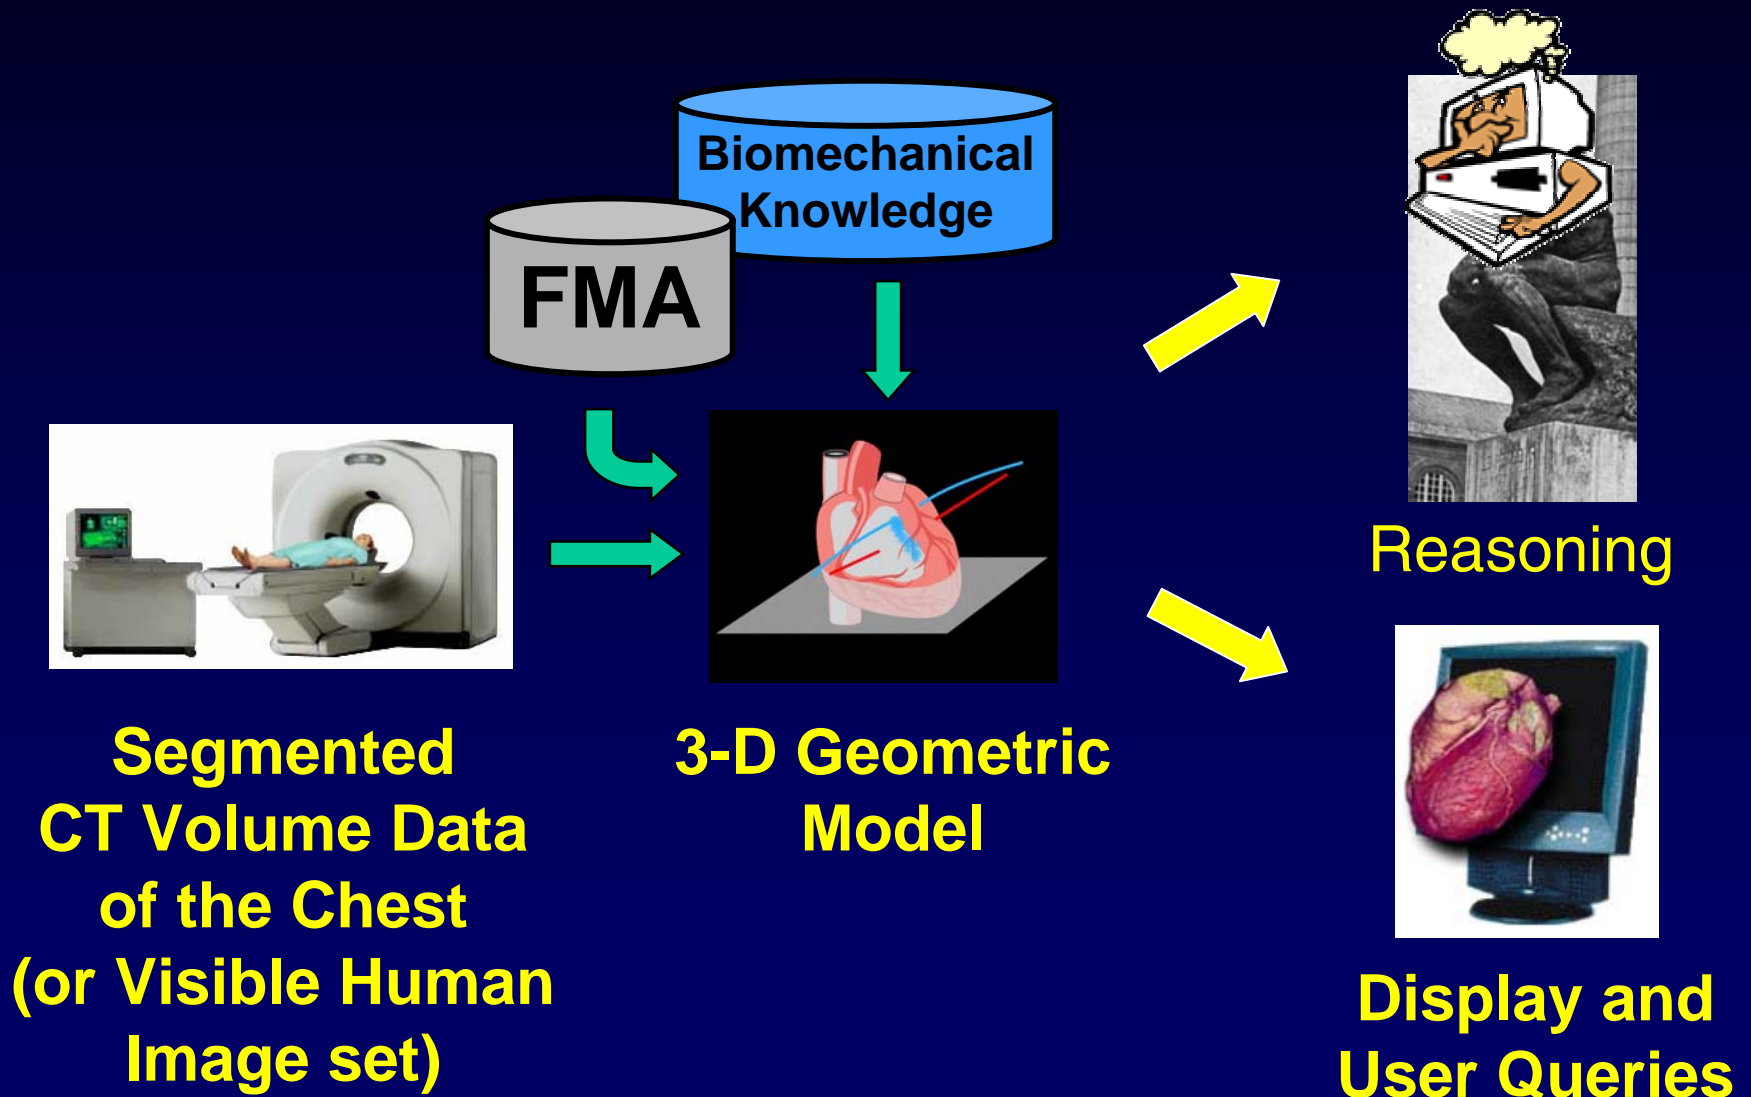 Biomechanical
Knowledge
FMA
Reasoning
Segmented
CT Volume Data
of the Chest
(or Visible Human
Image set)
3-D Geometric
Model
Display and
User Queries